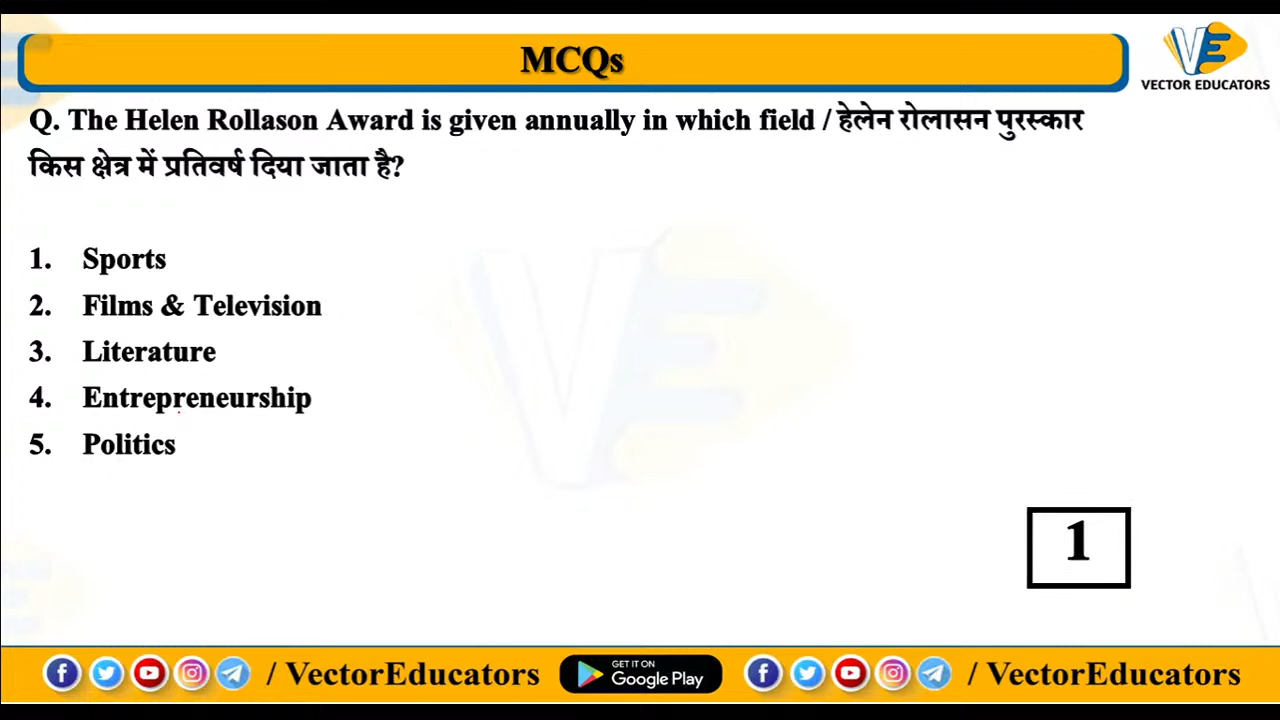 MCQs
VECTOR EDUCATORS
Q. The Helen Rollason Award is given annually in which field / हेलेन रोलासन पुरस्कार
किस क्षेत्र में प्रतिवर्ष दिया जाता है?
1. Sports
2. Films & Television
3. Literature
4. Entrepreneurship
5. Politics
1
/ VectorEducators GET IT ON Google Play / VectorEducators